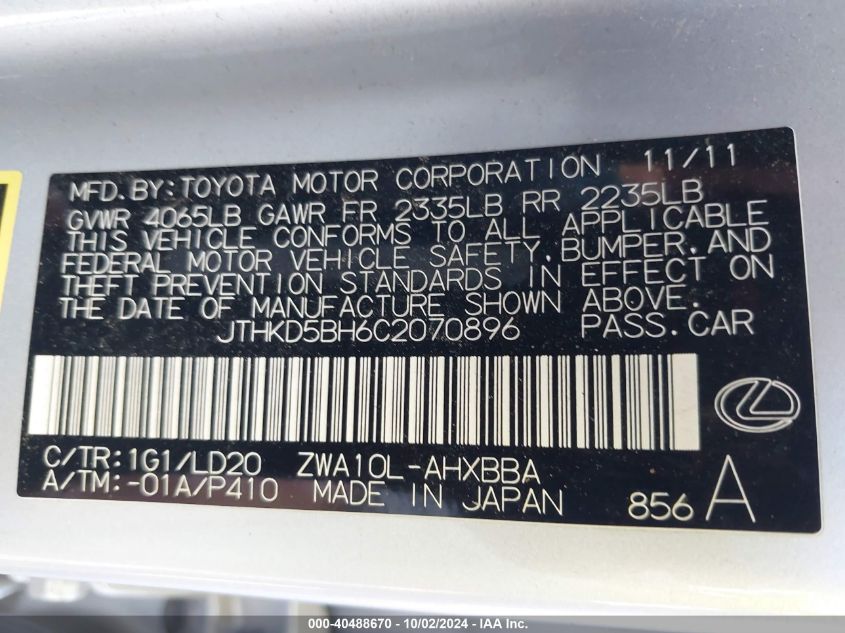 MFD.BY:TOYOTA MOTOR CORPORATION 11/11
GVWR 4065LB GAWR FR 2335LB RR 2235LB
THIS VEHICLE CONFORMS TO ALL APPLICABLE
FEDERAL MOTOR VEHICLE SAFETY,BUMPER,AND
THEFT PREVENTION STANDARDS IN EFFECT ON
THE DATE OF MANUFACTURE SHOWN ABOVE.
JTHKD5BH6C2070896 PASS.CAR
C/TR:1G1/LD20 ZWA10L-AHXBBA
A/TM:-01A/P410 MADE IN JAPAN 856 A
000-40488670 - 10/02/2024 - IAA Inc.